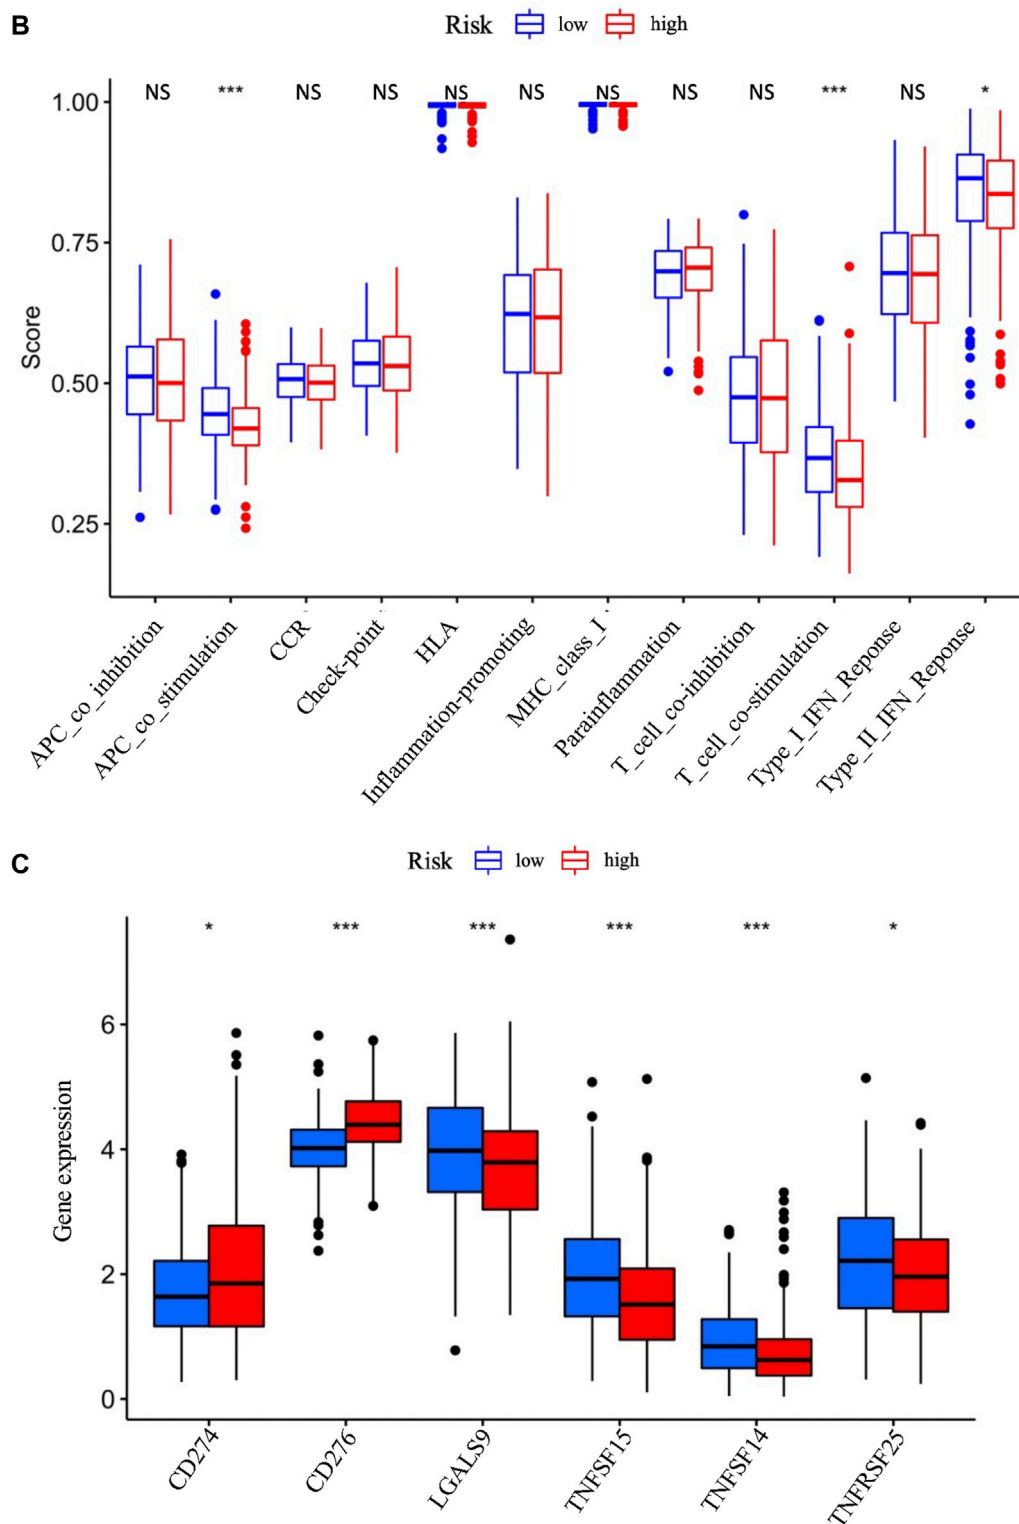 B
Risk low high
NS *** NS NS NS NS NS NS NS *** NS *
1.00
0.75
0.50
0.25
Score
APC_co_inhibition
APC_co_stimulation
CCR
Check-point
HLA
Inflammation-promoting
MHC_class_I
Parainflammation
T_cell_co-inhibition
T_cell_co-stimulation
Type_I_IFN_Reponse
Type_II_IFN_Reponse
C
Risk low high
* *** *** *** *** *
6
4
2
0
Gene expression
CD274
CD276
LGALS9
TNFSF15
TNFSF14
TNFRSF25